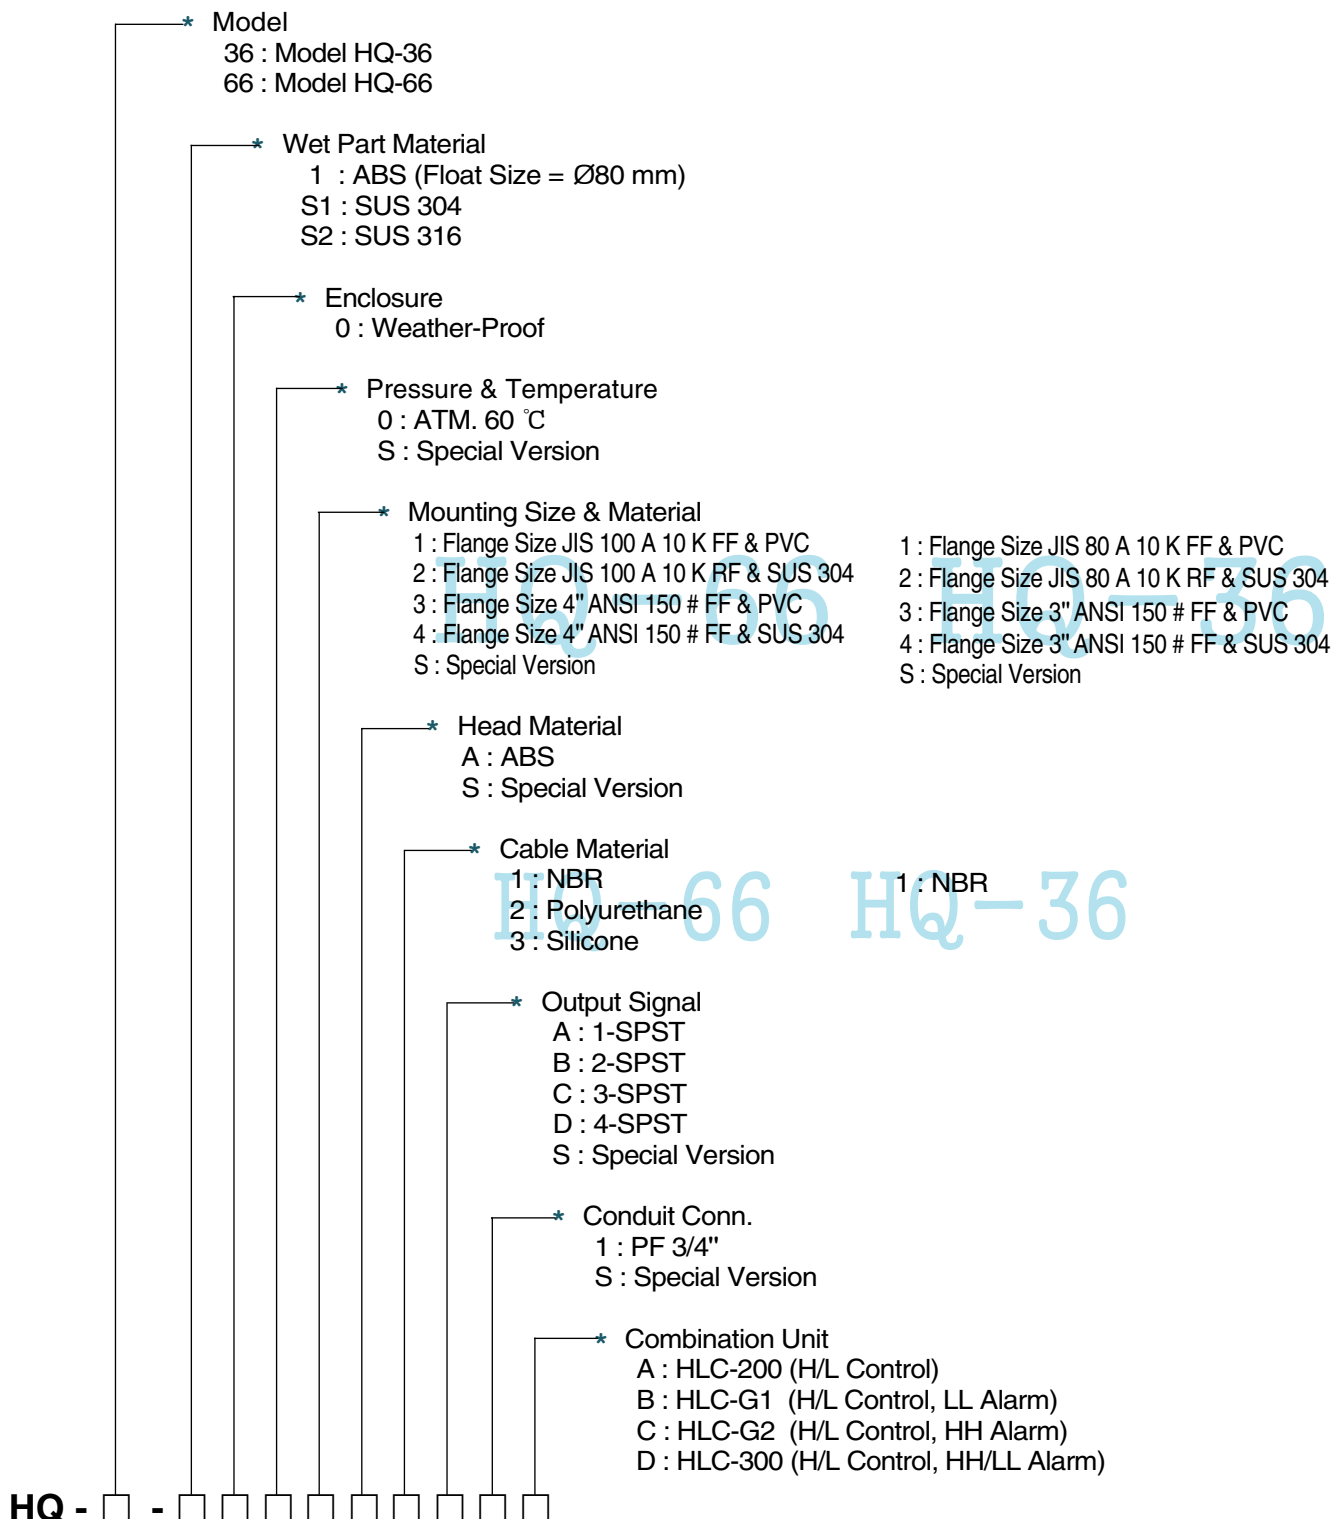 * Model
36 : Model HQ-36
66 : Model HQ-66
* Wet Part Material
1 : ABS (Float Size = Ø80 mm)
S1 : SUS 304
S2 : SUS 316
* Enclosure
0 : Weather-Proof
* Pressure & Temperature
0 : ATM. 60 ℃
S : Special Version
* Mounting Size & Material
HQ-66
1 : Flange Size JIS 100 A 10 K FF & PVC
2 : Flange Size JIS 100 A 10 K RF & SUS 304
3 : Flange Size 4" ANSI 150 # FF & PVC
4 : Flange Size 4" ANSI 150 # FF & SUS 304
S : Special Version
HQ-36
1 : Flange Size JIS 80 A 10 K FF & PVC
2 : Flange Size JIS 80 A 10 K RF & SUS 304
3 : Flange Size 3" ANSI 150 # FF & PVC
4 : Flange Size 3" ANSI 150 # FF & SUS 304
S : Special Version
* Head Material
A : ABS
S : Special Version
* Cable Material
HQ-66
1 : NBR
2 : Polyurethane
3 : Silicone
HQ-36
1 : NBR
* Output Signal
A : 1-SPST
B : 2-SPST
C : 3-SPST
D : 4-SPST
S : Special Version
* Conduit Conn.
1 : PF 3/4"
S : Special Version
* Combination Unit
A : HLC-200 (H/L Control)
B : HLC-G1 (H/L Control, LL Alarm)
C : HLC-G2 (H/L Control, HH Alarm)
D : HLC-300 (H/L Control, HH/LL Alarm)
HQ - □ - □ □ □ □ □ □ □ □ □